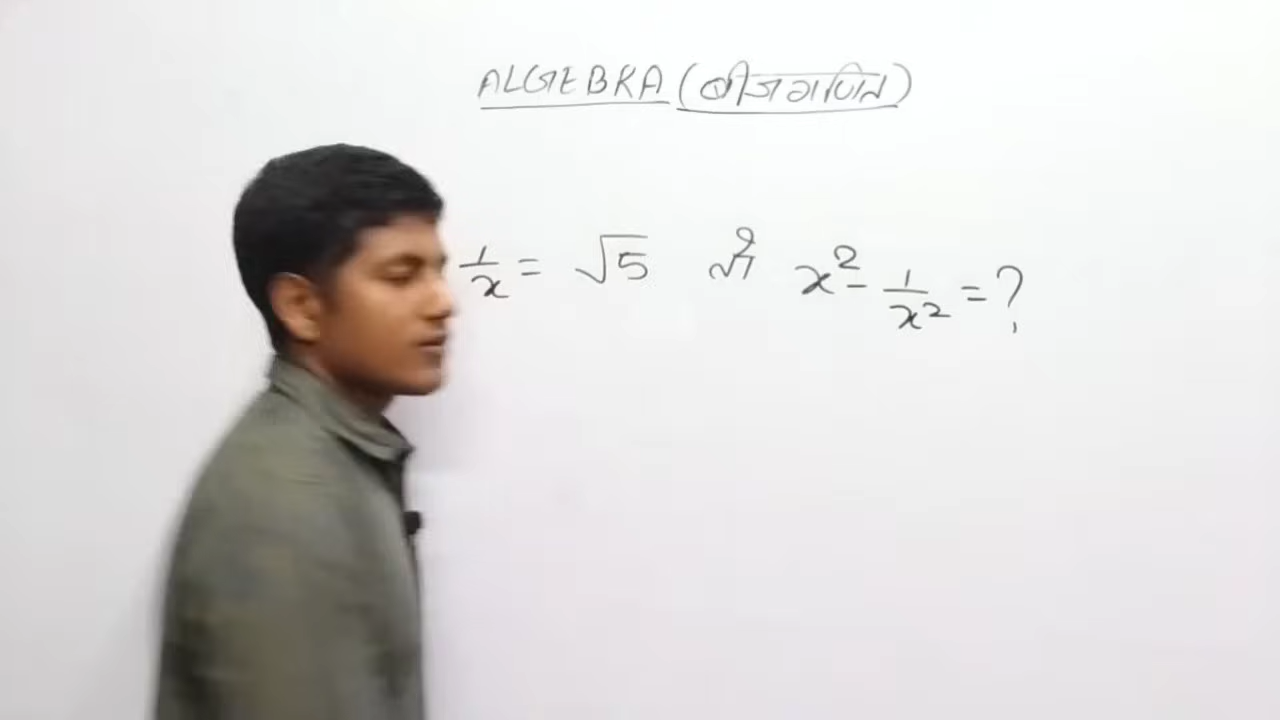 ALGEBRA (बीजगणित)
1/x = √5 तो x² - 1/x² = ?